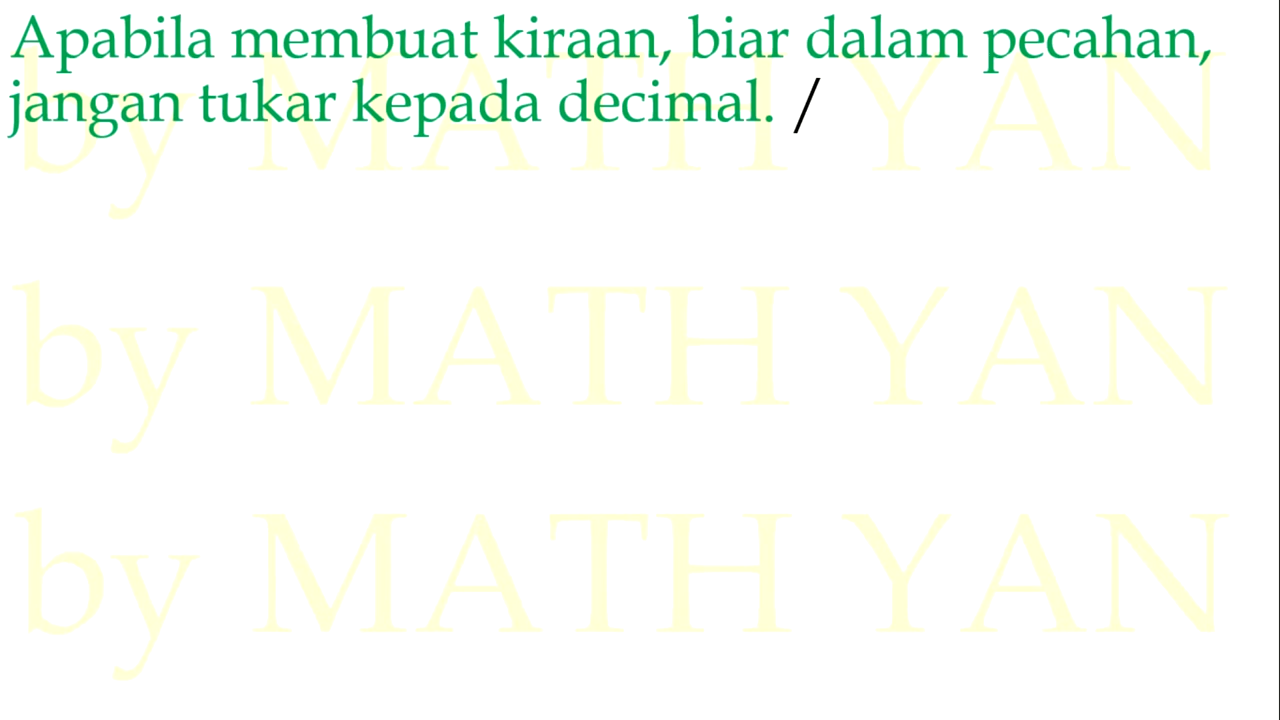 Apabila membuat kiraan, biar dalam pecahan,
jangan tukar kepada decimal. /
by MATH YAN
by MATH YAN
by MATH YAN